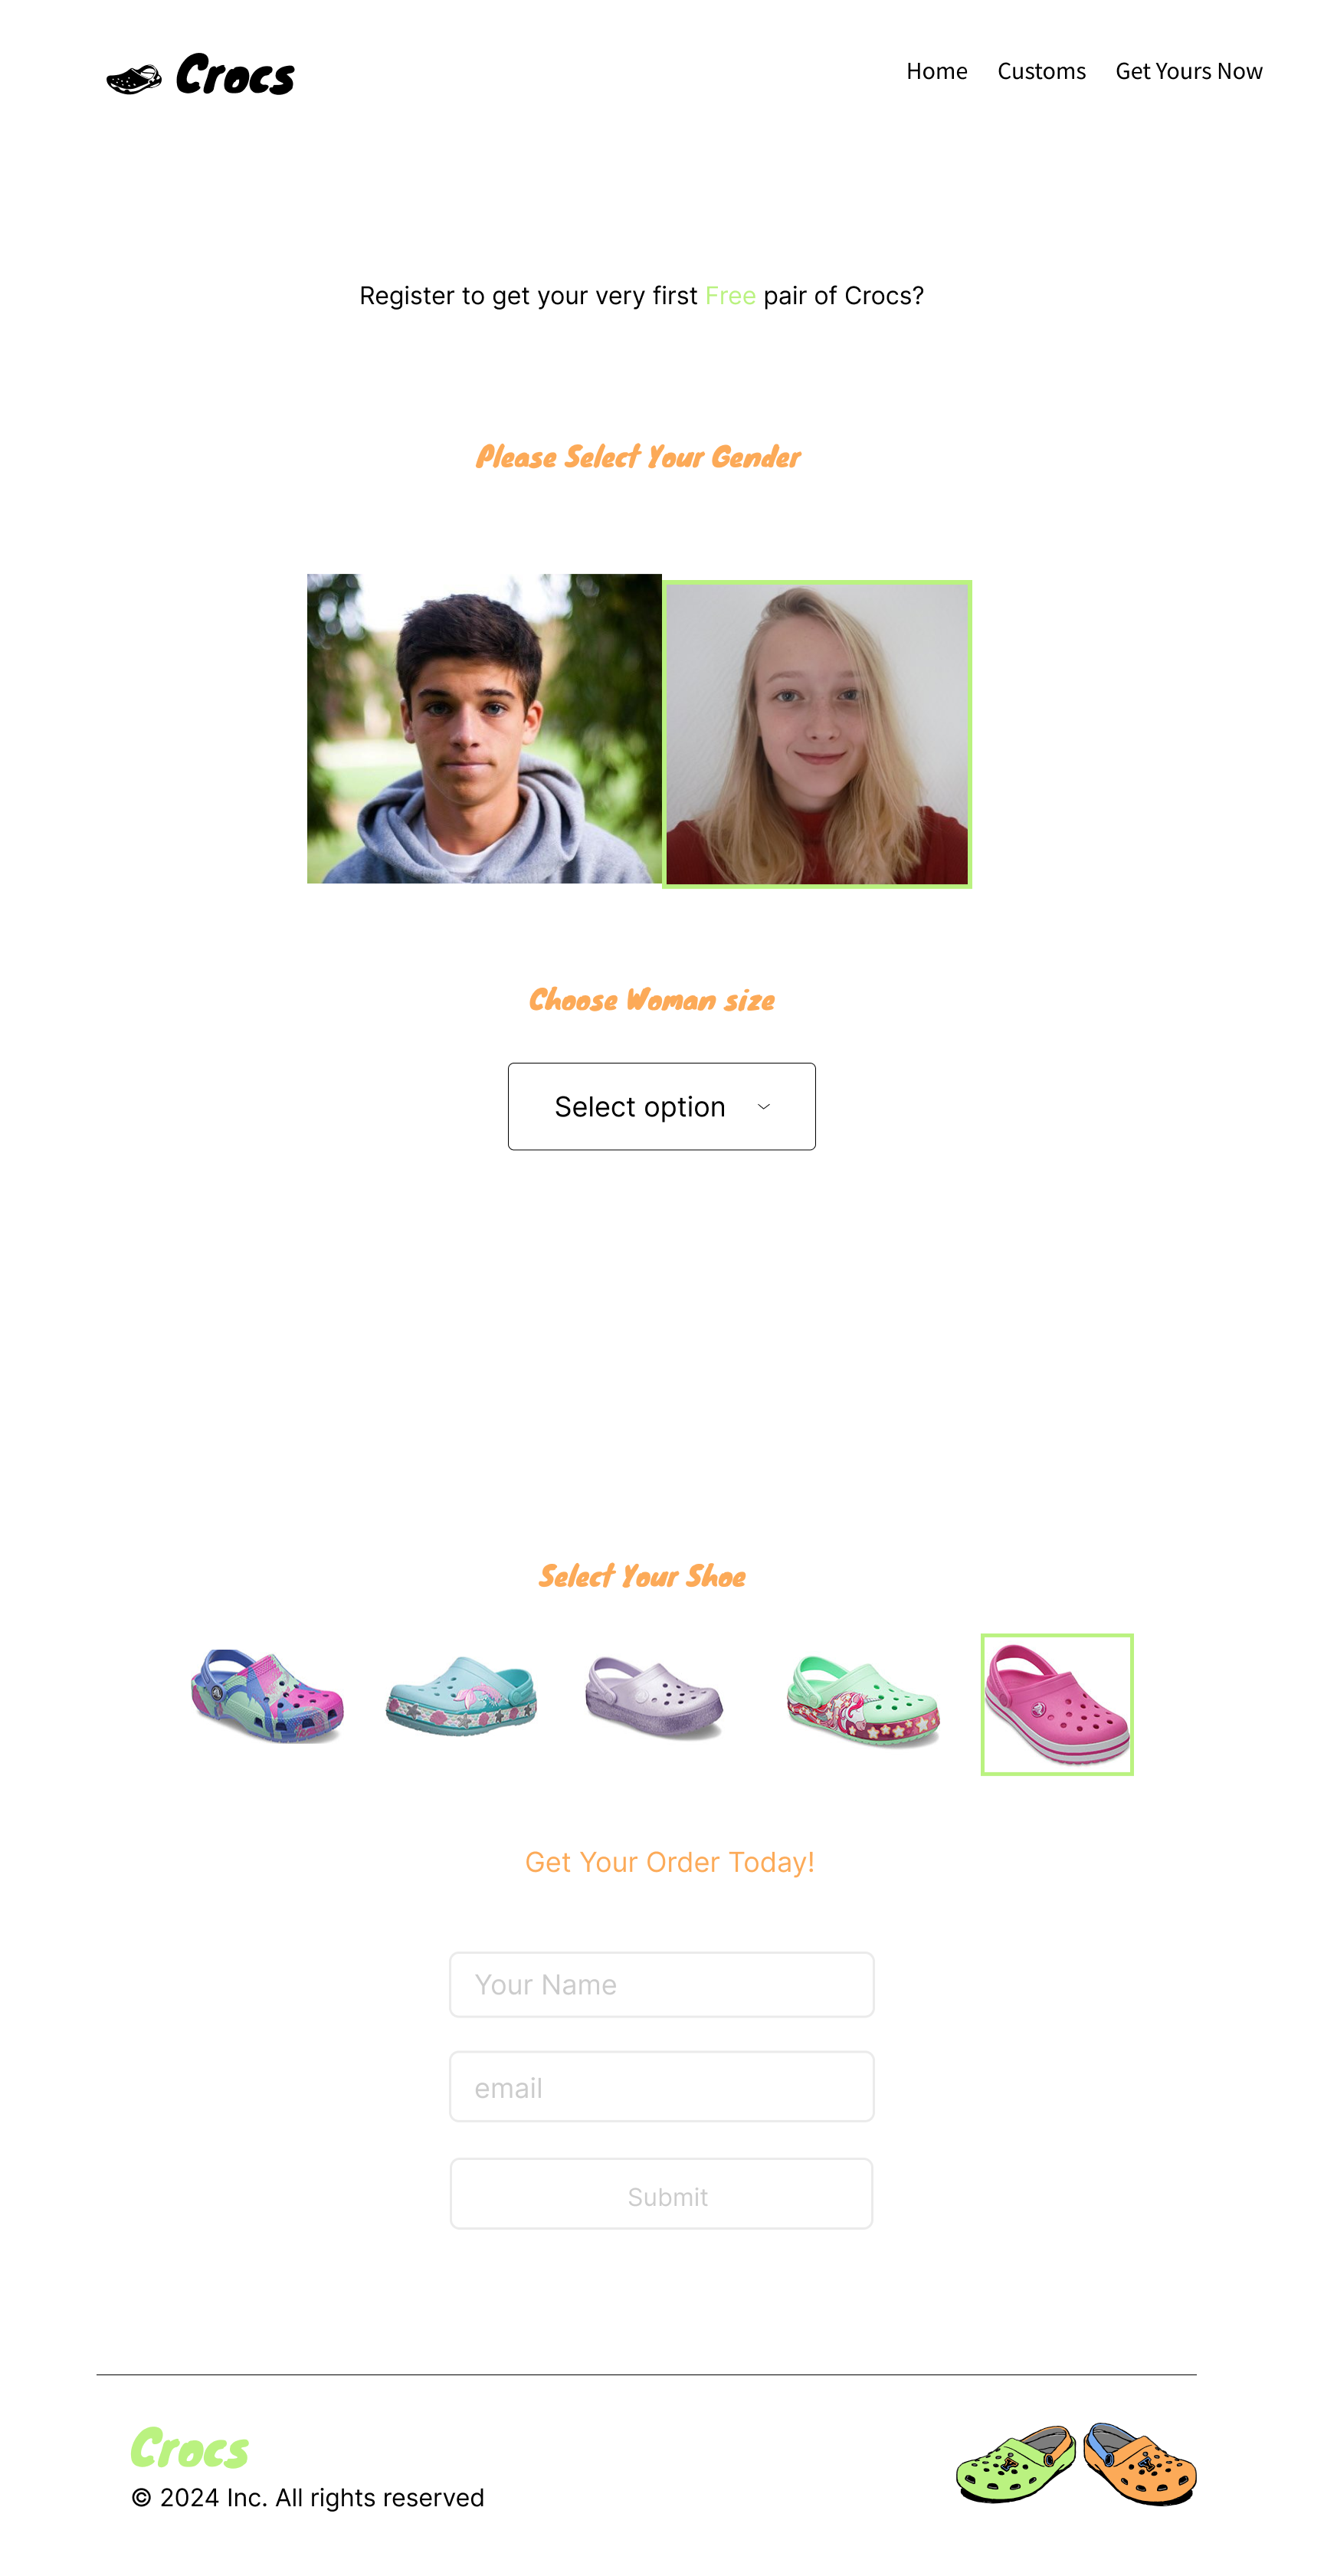 Crocs
Home Customs Get Yours Now
Register to get your very first Free pair of Crocs?
Please Select Your Gender
Choose Woman size
Select option
Select Your Shoe
Get Your Order Today!
Your Name
email
Submit
Crocs
© 2024 Inc. All rights reserved